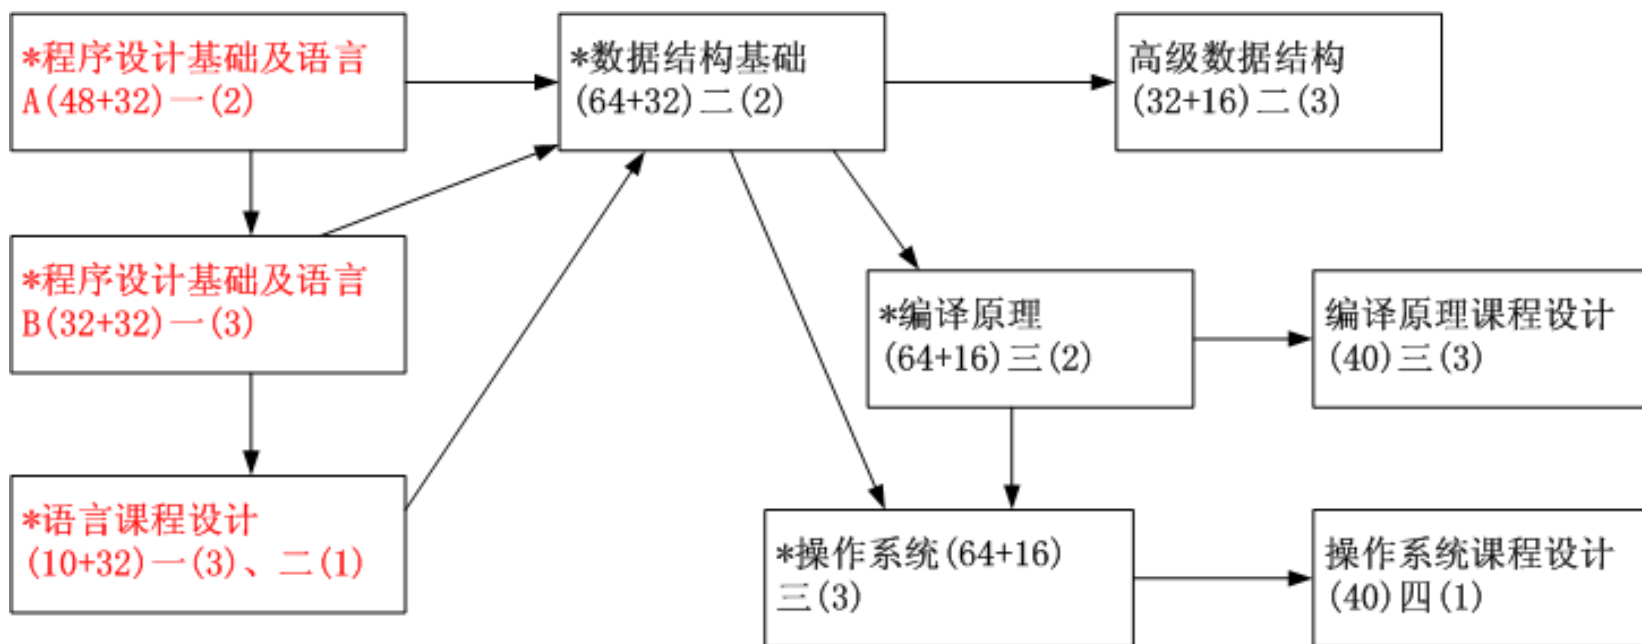 *程序设计基础及语言
A(48+32)一(2)
*数据结构基础
(64+32)二(2)
高级数据结构
(32+16)二(3)
*程序设计基础及语言
B(32+32)一(3)
*编译原理
(64+16)三(2)
编译原理课程设计
(40)三(3)
*语言课程设计
(10+32)一(3)、二(1)
*操作系统(64+16)
三(3)
操作系统课程设计
(40)四(1)